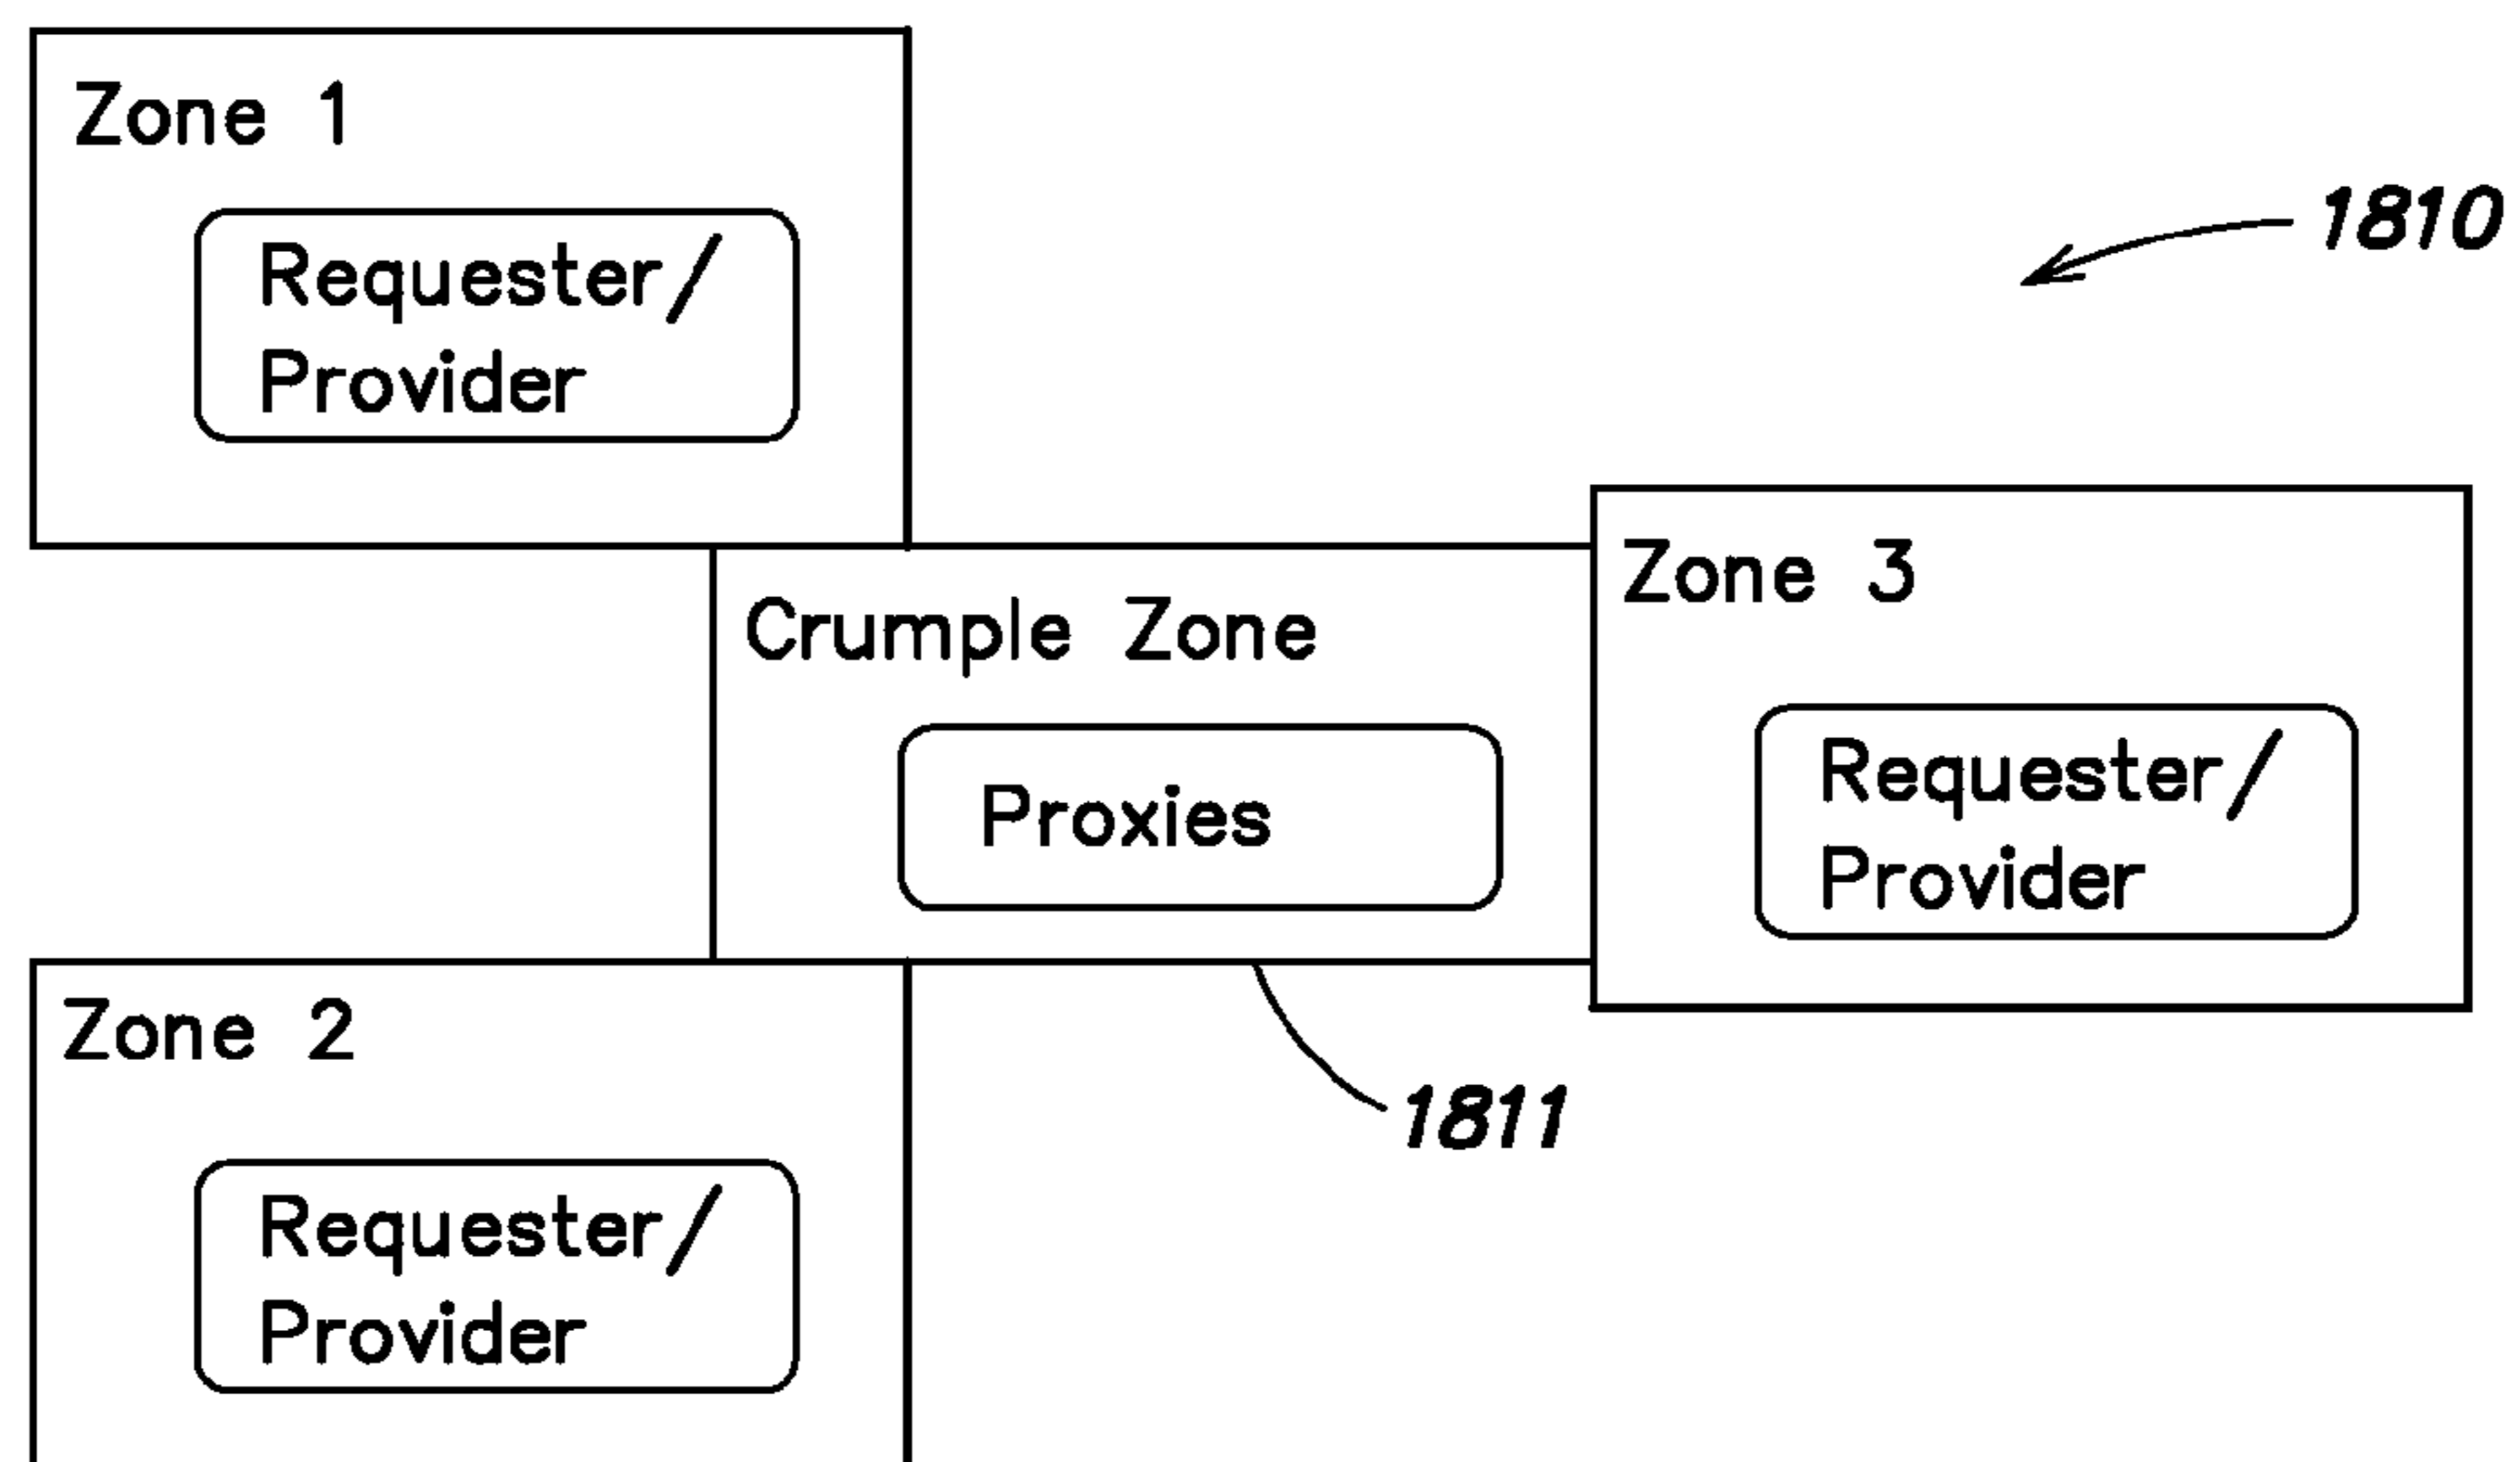 Zone 1
Requester/
Provider
1810
Zone 3
Crumple Zone
Proxies
Requester/
Provider
Zone 2
1811
Requester/
Provider